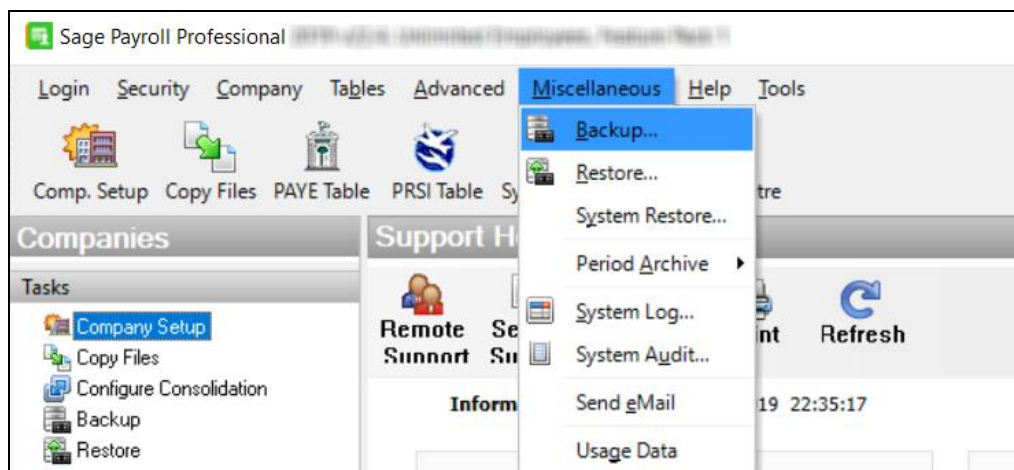 Sage Payroll Professional
Login Security Company Tables Advanced Miscellaneous Help Tools
Backup...
Comp. Setup Copy Files PAYE Table PRSI Table Sy tre
Restore...
System Restore...
Companies
Support H
Period Archive
Tasks
System Log...
Remote Se nt Refresh
Support Su
System Audit...
Company Setup
Copy Files
Configure Consolidation
Backup
Restore
Inform 19 22:35:17
Send eMail
Usage Data